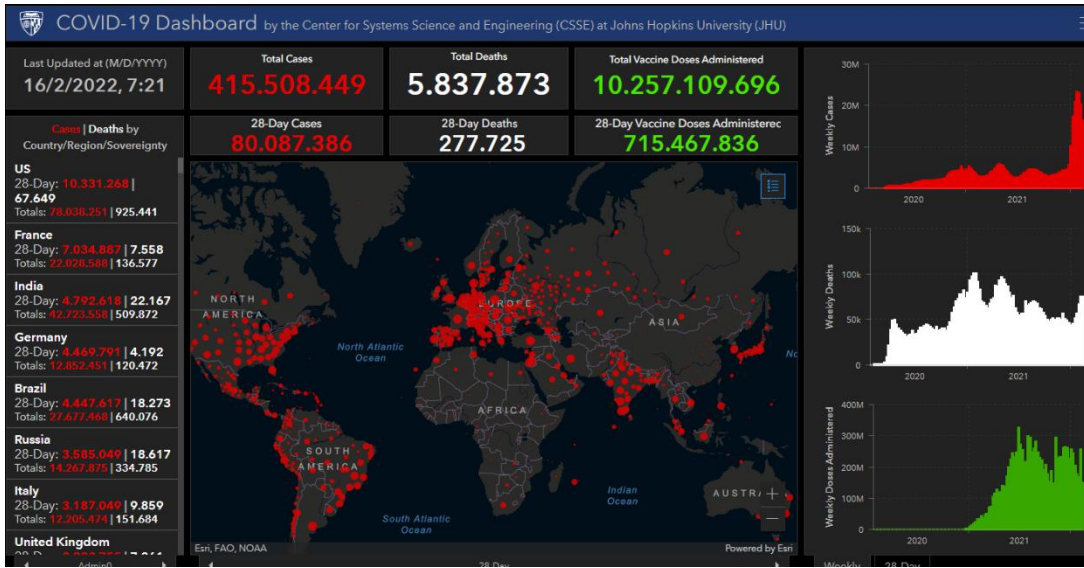 COVID-19 Dashboard by the Center for Systems Science and Engineering (CSSE) at Johns Hopkins University (JHU)
Last Updated at (M/D/YYYY)
16/2/2022, 7:21
Cases | Deaths by
Country/Region/Sovereignty
US
28-Day: 10.331.268 |
67.649
Totals: 78.038.251 | 925.441
France
28-Day: 7.034.887 | 7.558
Totals: 22.028.588 | 136.577
India
28-Day: 4.792.618 | 22.167
Totals: 42.723.558 | 509.872
Germany
28-Day: 4.469.791 | 4.192
Totals: 12.852.451 | 120.472
Brazil
28-Day: 4.447.617 | 18.273
Totals: 27.677.468 | 640.076
Russia
28-Day: 3.585.049 | 18.617
Totals: 14.267.875 | 334.785
Italy
28-Day: 3.187.049 | 9.859
Totals: 12.205.474 | 151.684
United Kingdom
Admin0
Total Cases
415.508.449
Total Deaths
5.837.873
Total Vaccine Doses Administered
10.257.109.696
28-Day Cases
80.087.386
28-Day Deaths
277.725
28-Day Vaccine Doses Administerec
715.467.836
NORTH
AMERICA
North Atlantic
Ocean
EUROPE
ASIA
AFRICA
SOUTH
AMERICA
Indian
Ocean
AUSTR
South Atlantic
Ocean
Esri, FAO, NOAA
Powered by Esri
28-Day
Weekly Cases
30M
20M
10M
0
2020
2021
Weekly Deaths
150k
100k
50k
0
2020
2021
Weekly Doses Administered
400M
300M
200M
100M
0
2020
2021
Weekly
28-Day